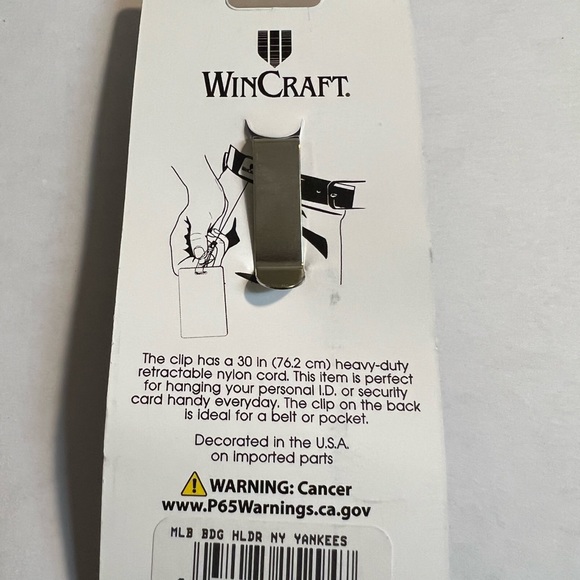 WINCRAFT.
The clip has a 30 in (76.2 cm) heavy-duty
retractable nylon cord. This item is perfect
for hanging your personal I.D. or security
card handy everyday. The clip on the back
is ideal for a belt or pocket.
Decorated in the U.S.A.
on imported parts
WARNING: Cancer
www.P65Warnings.ca.gov
MLB BDG HLDR NY YANKEES